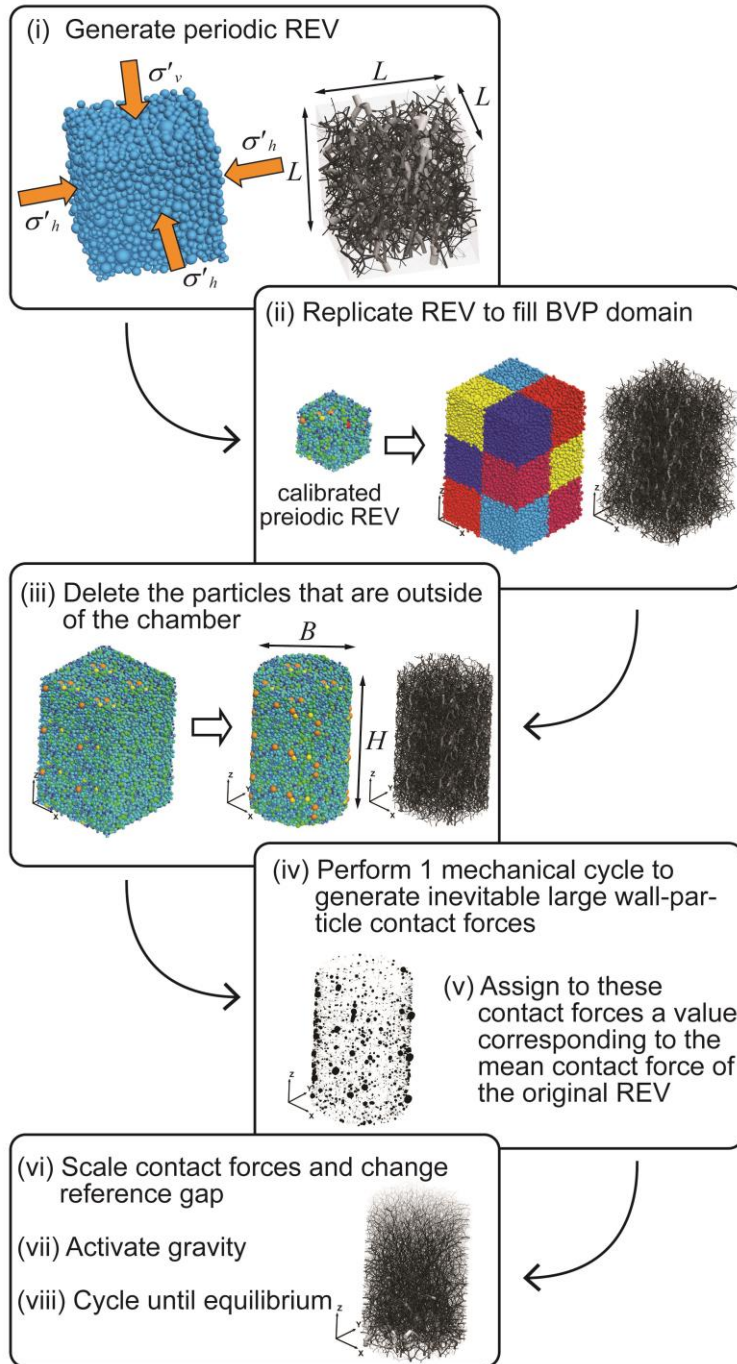 (i) Generate periodic REV
σ'v
L
L
σ'h
L
σ'h
σ'h
(ii) Replicate REV to fill BVP domain
calibrated
preiodic REV
z
x
z
x
(iii) Delete the particles that are outside
of the chamber
B
H
z
x
z
Y
x
z
Y
x
(iv) Perform 1 mechanical cycle to
generate inevitable large wall-par-
ticle contact forces
(v) Assign to these
contact forces a value
corresponding to the
mean contact force of
the original REV
z
Y
x
(vi) Scale contact forces and change
reference gap
(vii) Activate gravity
(viii) Cycle until equilibrium
z
Y
x